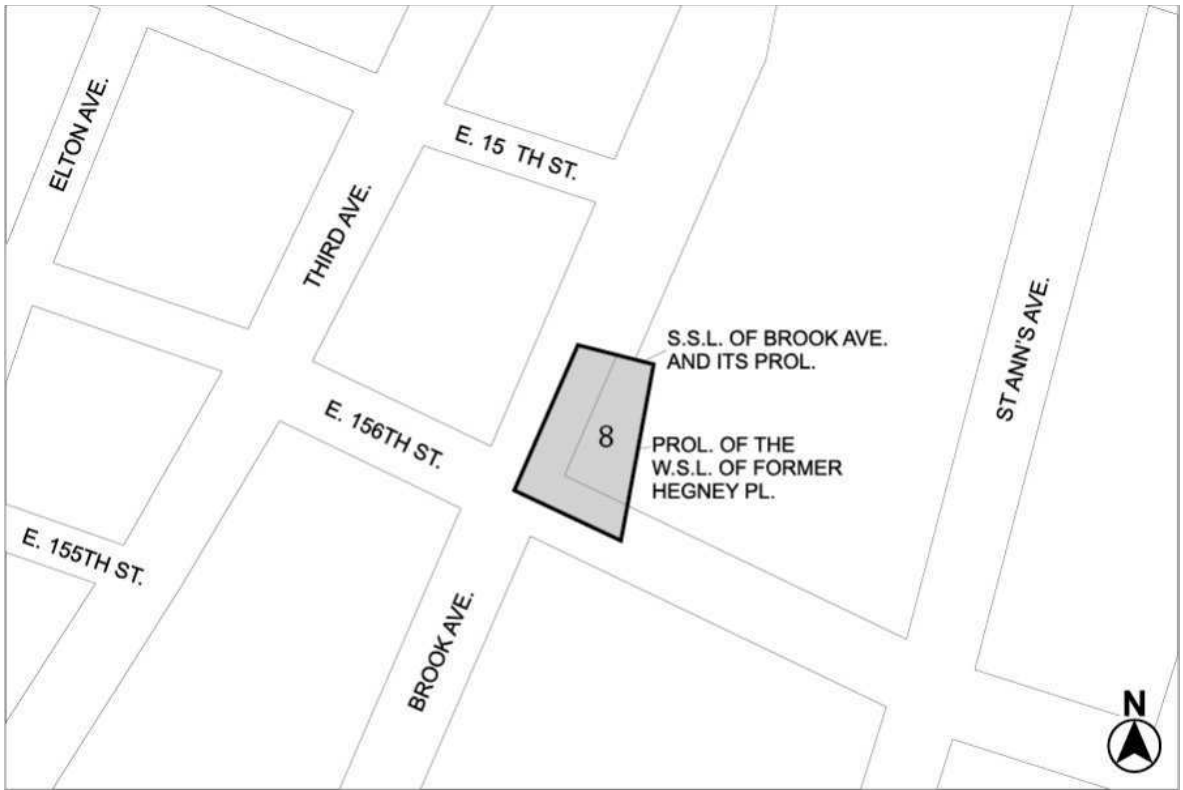 ELTON AVE.
E. 15 TH ST.
THIRD AVE.
S.S.L. OF BROOK AVE.
AND ITS PROL.
ST ANN'S AVE.
E. 156TH ST.
8
PROL. OF THE
W.S.L. OF FORMER
HEGNEY PL.
E. 155TH ST.
BROOK AVE.
N